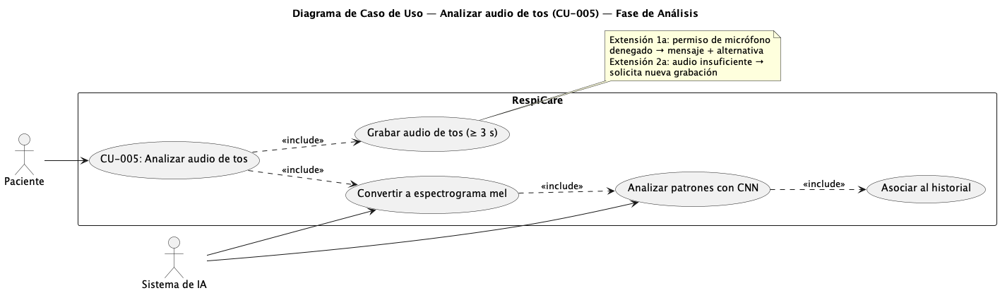 Diagrama de Caso de Uso — Analizar audio de tos (CU-005) — Fase de Análisis
Extensión 1a: permiso de micrófono
denegado → mensaje + alternativa
Extensión 2a: audio insuficiente →
solicita nueva grabación
RespiCare
Grabar audio de tos (≥ 3 s)
«include»
CU-005: Analizar audio de tos
Paciente
«include»
Convertir a espectrograma mel
«include»
Analizar patrones con CNN
«include»
Asociar al historial
Sistema de IA